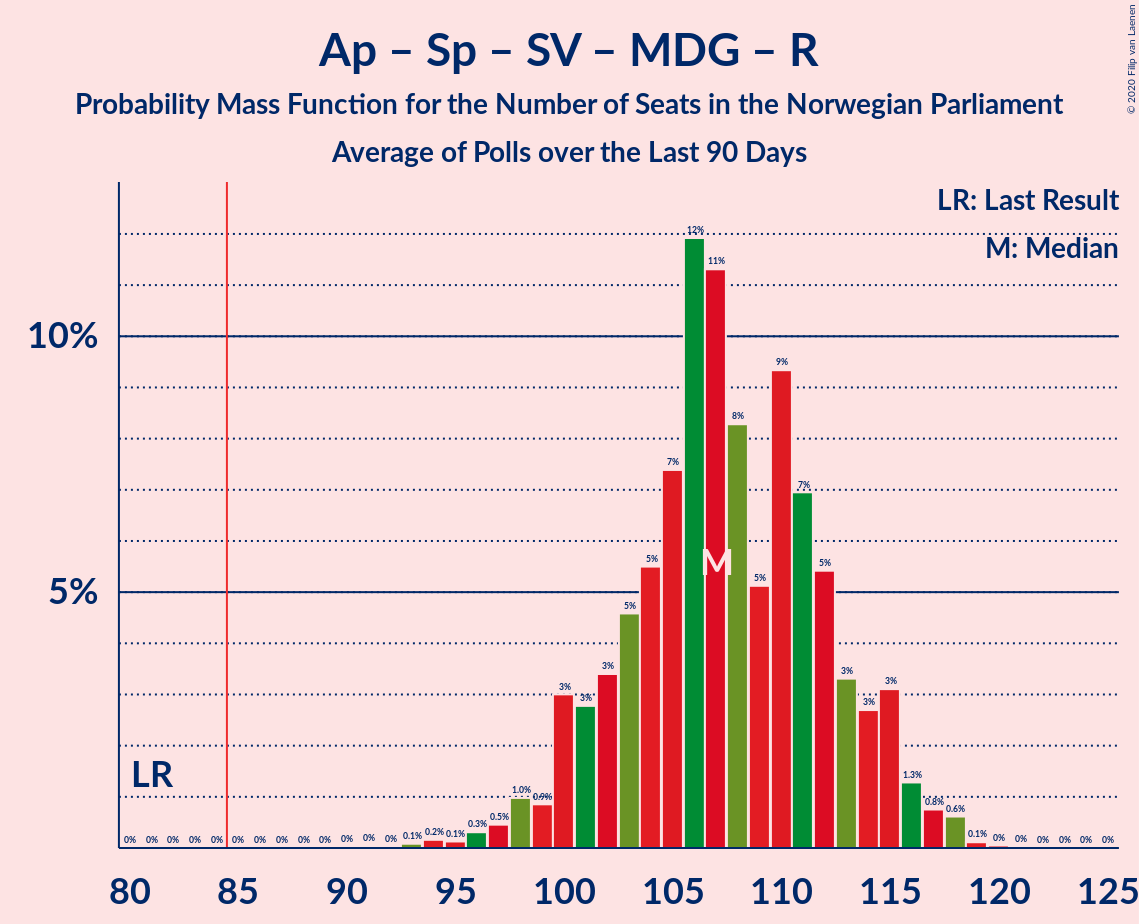 Ap – Sp – SV – MDG – R
Probability Mass Function for the Number of Seats in the Norwegian Parliament
Average of Polls over the Last 90 Days
© 2020 Filip van Laenen
LR: Last Result
M: Median
10%
5%
LR
M
0% 0% 0% 0% 0% 0% 0% 0% 0% 0% 0% 0% 0% 0.1% 0.2% 0.1% 0.3% 0.5% 1.0% 0.9% 3% 3% 3% 5% 5% 7% 12% 11% 8% 5% 9% 7% 5% 3% 3% 3% 1.3% 0.8% 0.6% 0.1% 0% 0% 0% 0% 0% 0%
80 85 90 95 100 105 110 115 120 125